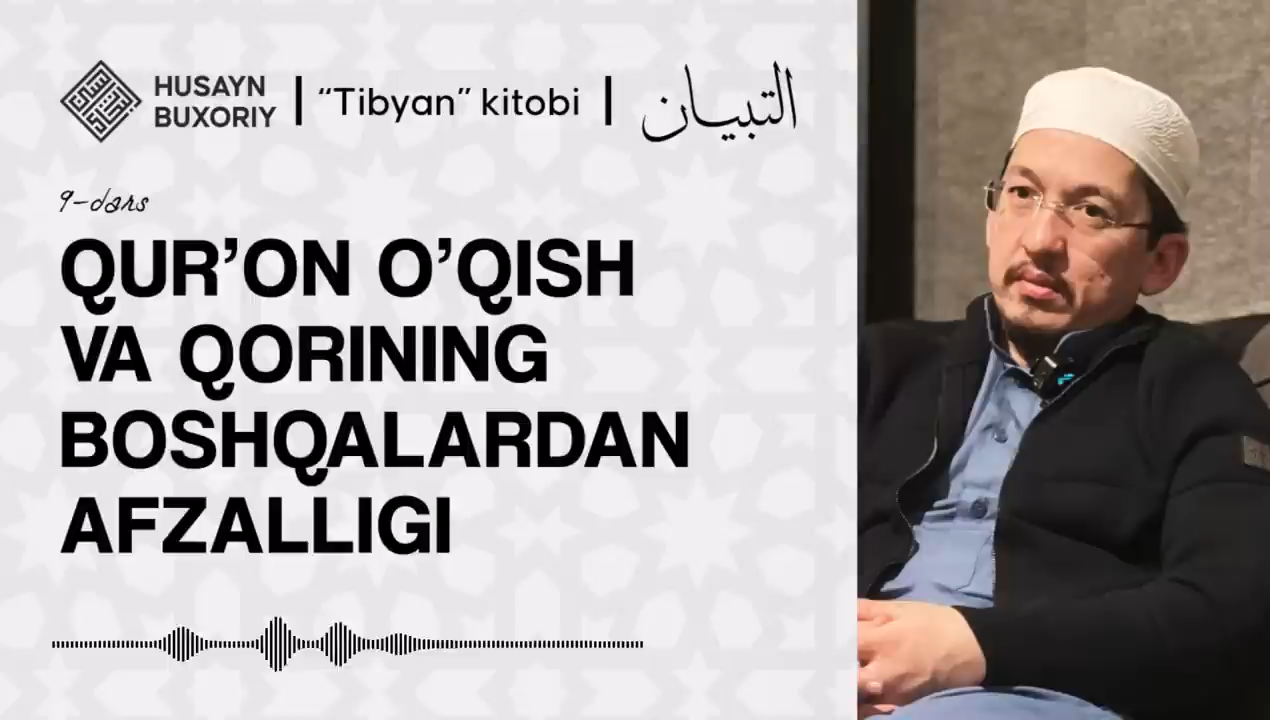 HUSAYN
BUXORIY
“Tibyan” kitobi
التبيان
9-dars
QUR’ON O’QISH
VA QORINING
BOSHQALARDAN
AFZALLIGI